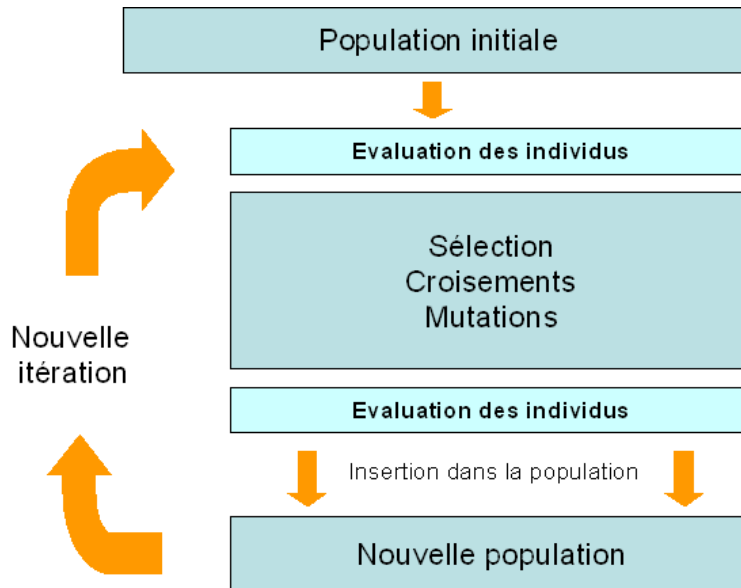 Population initiale
Evaluation des individus
Sélection
Croisements
Mutations
Nouvelle
itération
Evaluation des individus
Insertion dans la population
Nouvelle population